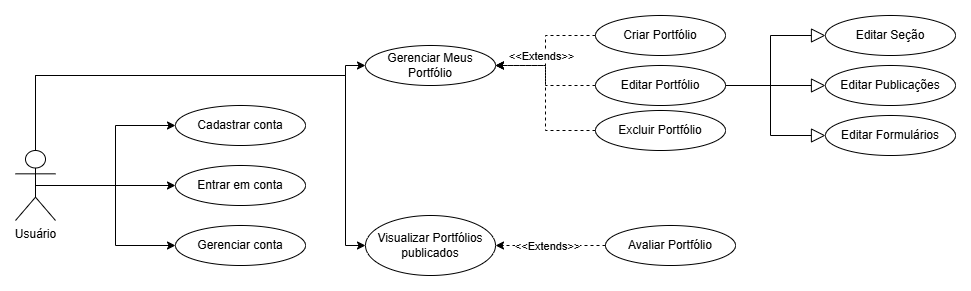 Criar Portfólio
Editar Seção
Gerenciar Meus
Portfólio
<<Extends>>
Editar Portfólio
Editar Publicações
Cadastrar conta
Excluir Portfólio
Editar Formulários
Entrar em conta
Usuário
Gerenciar conta
Visualizar Portfólios
publicados
<<Extends>>
Avaliar Portfólio